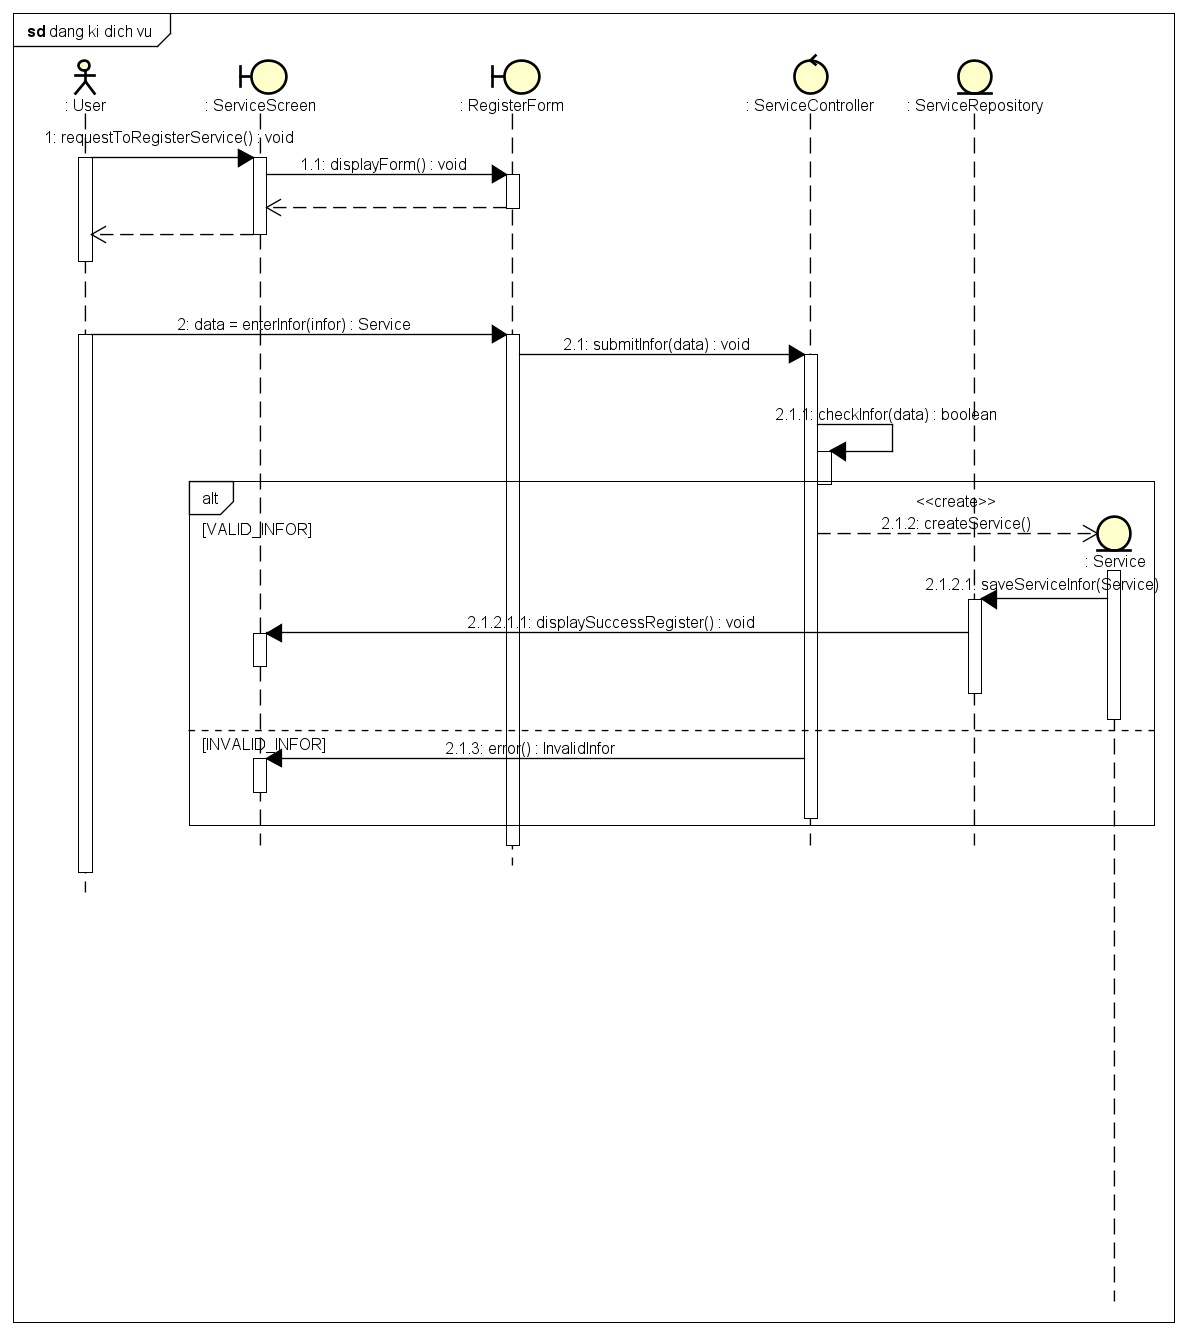 sd dang ki dich vu
: User
: ServiceScreen
: RegisterForm
: ServiceController
: ServiceRepository
1: requestToRegisterService() : void
1.1: displayForm() : void
2: data = enterInfor(infor) : Service
2.1: submitInfor(data) : void
2.1.1: checkInfor(data) : boolean
alt
<<create>>
[VALID_INFOR]
2.1.2: createService()
: Service
2.1.2.1: saveServiceInfor(Service)
2.1.2.1.1: displaySuccessRegister() : void
[INVALID_INFOR]
2.1.3: error() : InvalidInfor